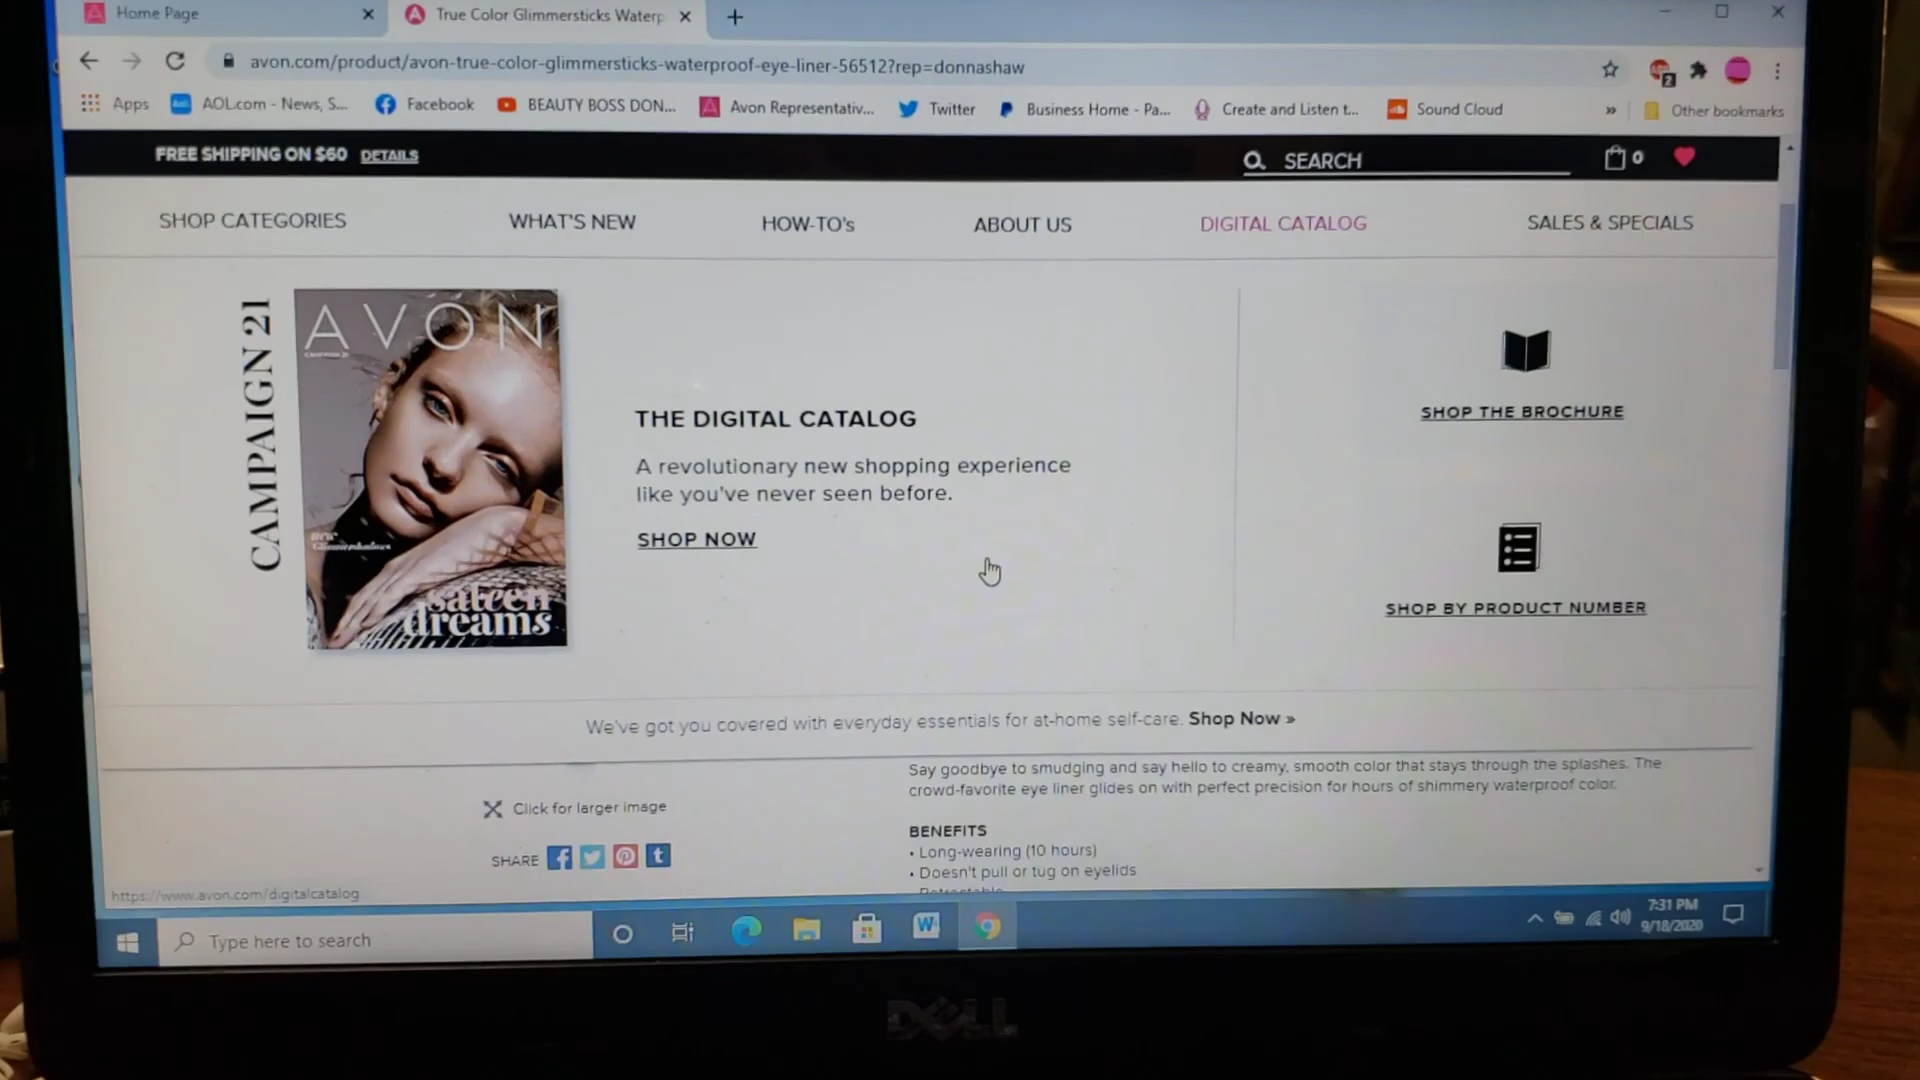 Home Page
True Color Glimmersticks Waterp
avon.com/product/avon-true-color-glimmersticks-waterproof-eye-liner-56512?rep=donnashaw
2
Apps
AOL.com - News, S...
Facebook
BEAUTY BOSS DON...
Avon Representativ...
Twitter
Business Home - Pa...
Create and Listen t...
Sound Cloud
»
Other bookmarks
FREE SHIPPING ON $60 DETAILS
SEARCH
0
SHOP CATEGORIES
WHAT'S NEW
HOW-TO's
ABOUT US
DIGITAL CATALOG
SALES & SPECIALS
CAMPAIGN 21
AVON
CAMPAIGN 21
new
Glimmershadows
sateen
dreams
THE DIGITAL CATALOG
A revolutionary new shopping experience
like you've never seen before.
SHOP NOW
SHOP THE BROCHURE
SHOP BY PRODUCT NUMBER
We've got you covered with everyday essentials for at-home self-care. Shop Now »
Click for larger image
SHARE
Say goodbye to smudging and say hello to creamy, smooth color that stays through the splashes. The
crowd-favorite eye liner glides on with perfect precision for hours of shimmery waterproof color.
BENEFITS
• Long-wearing (10 hours)
• Doesn't pull or tug on eyelids
• Retractable
https://www.avon.com/digitalcatalog
Type here to search
7:31 PM
9/18/2020
DELL